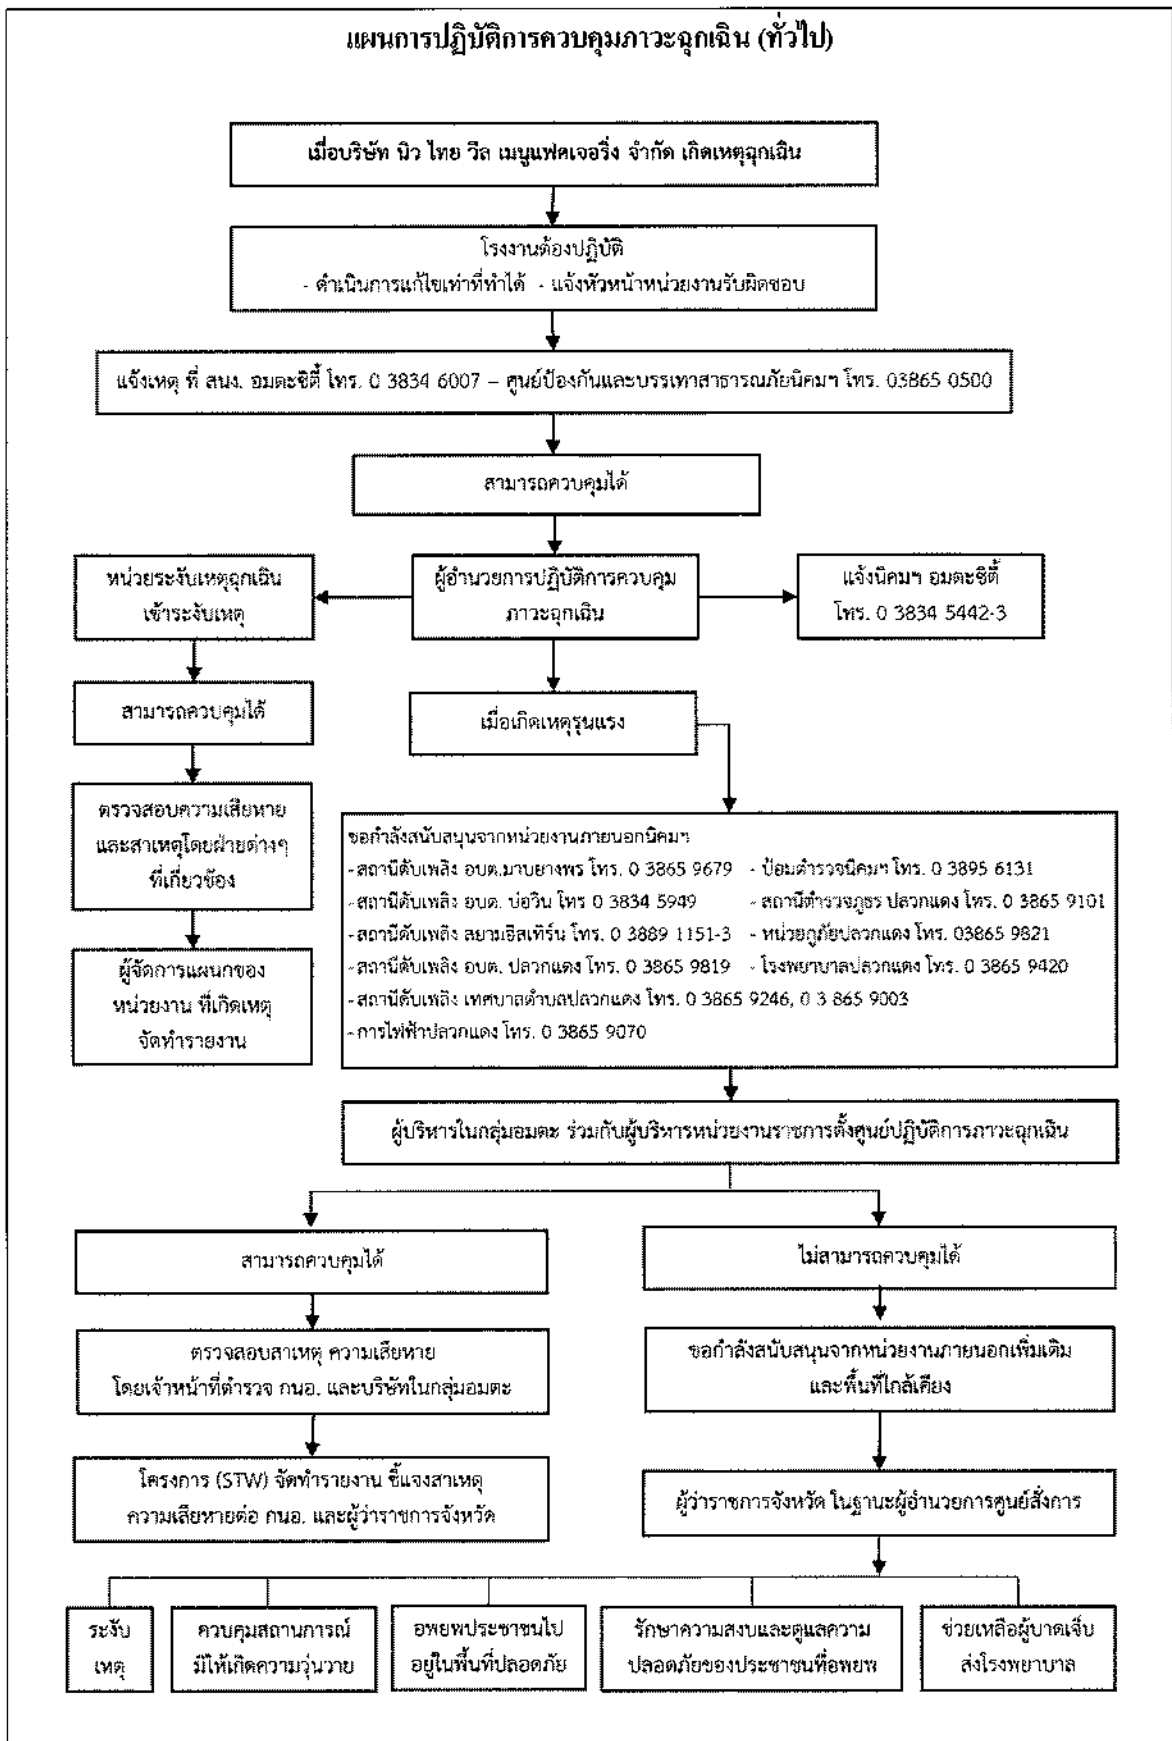 แผนการปฏิบัติการควบคุมภาวะฉุกเฉิน (ทั่วไป)
เมื่อบริษัท นิว ไทย วีล เมนูแฟคเจอริ่ง จำกัด เกิดเหตุฉุกเฉิน
โรงงานต้องปฏิบัติ
- ดำเนินการแก้ไขเท่าที่ทำได้ - แจ้งหัวหน้าหน่วยงานรับผิดชอบ
แจ้งเหตุ ที่ สนง. อมตะซิตี้ โทร. 0 3834 6007 – ศูนย์ป้องกันและบรรเทาสาธารณภัยนิคมฯ โทร. 03865 0500
สามารถควบคุมได้
หน่วยระงับเหตุฉุกเฉิน
เข้าระงับเหตุ
ผู้อำนวยการปฏิบัติการควบคุม
ภาวะฉุกเฉิน
แจ้งนิคมฯ อมตะซิตี้
โทร. 0 3834 5442-3
สามารถควบคุมได้
เมื่อเกิดเหตุรุนแรง
ตรวจสอบความเสียหาย
และสาเหตุโดยฝ่ายต่างๆ
ที่เกี่ยวข้อง
ผู้จัดการแผนกของ
หน่วยงาน ที่เกิดเหตุ
จัดทำรายงาน
ขอกำลังสนับสนุนจากหน่วยงานภายนอกนิคมฯ
- สถานีดับเพลิง อบต.มาบยางพร โทร. 0 3865 9679 - ป้อมตำรวจนิคมฯ โทร. 0 3895 6131
- สถานีดับเพลิง อบต. บ่อวิน โทร 0 3834 5949 - สถานีตำรวจภูธร ปลวกแดง โทร. 0 3865 9101
- สถานีดับเพลิง สยามอิสเทิร์น โทร. 0 3889 1151-3 - หน่วยกู้ภัยปลวกแดง โทร. 03865 9821
- สถานีดับเพลิง อบต. ปลวกแดง โทร. 0 3865 9819 - โรงพยาบาลปลวกแดง โทร. 0 3865 9420
- สถานีดับเพลิง เทศบาลตำบลปลวกแดง โทร. 0 3865 9246, 0 3 865 9003
- การไฟฟ้าปลวกแดง โทร. 0 3865 9070
ผู้บริหารในกลุ่มอมตะ ร่วมกับผู้บริหารหน่วยงานราชการตั้งศูนย์ปฏิบัติการภาวะฉุกเฉิน
สามารถควบคุมได้
ไม่สามารถควบคุมได้
ตรวจสอบสาเหตุ ความเสียหาย
โดยเจ้าหน้าที่ตำรวจ กนอ. และบริษัทในกลุ่มอมตะ
ขอกำลังสนับสนุนจากหน่วยงานภายนอกเพิ่มเติม
และพื้นที่ใกล้เคียง
โครงการ (STW) จัดทำรายงาน ชี้แจงสาเหตุ
ความเสียหายต่อ กนอ. และผู้ว่าราชการจังหวัด
ผู้ว่าราชการจังหวัด ในฐานะผู้อำนวยการศูนย์สั่งการ
ระงับ
เหตุ
ควบคุมสถานการณ์
มิให้เกิดความวุ่นวาย
อพยพประชาชนไป
อยู่ในพื้นที่ปลอดภัย
รักษาความสงบและดูแลความ
ปลอดภัยของประชาชนที่อพยพ
ช่วยเหลือผู้บาดเจ็บ
ส่งโรงพยาบาล